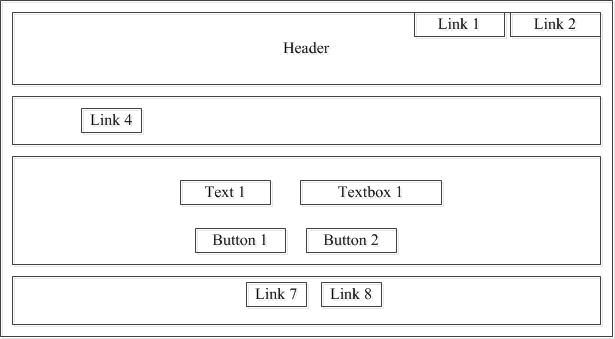 Link 1
Link 2
Header
Link 4
Text 1
Textbox 1
Button 1
Button 2
Link 7
Link 8